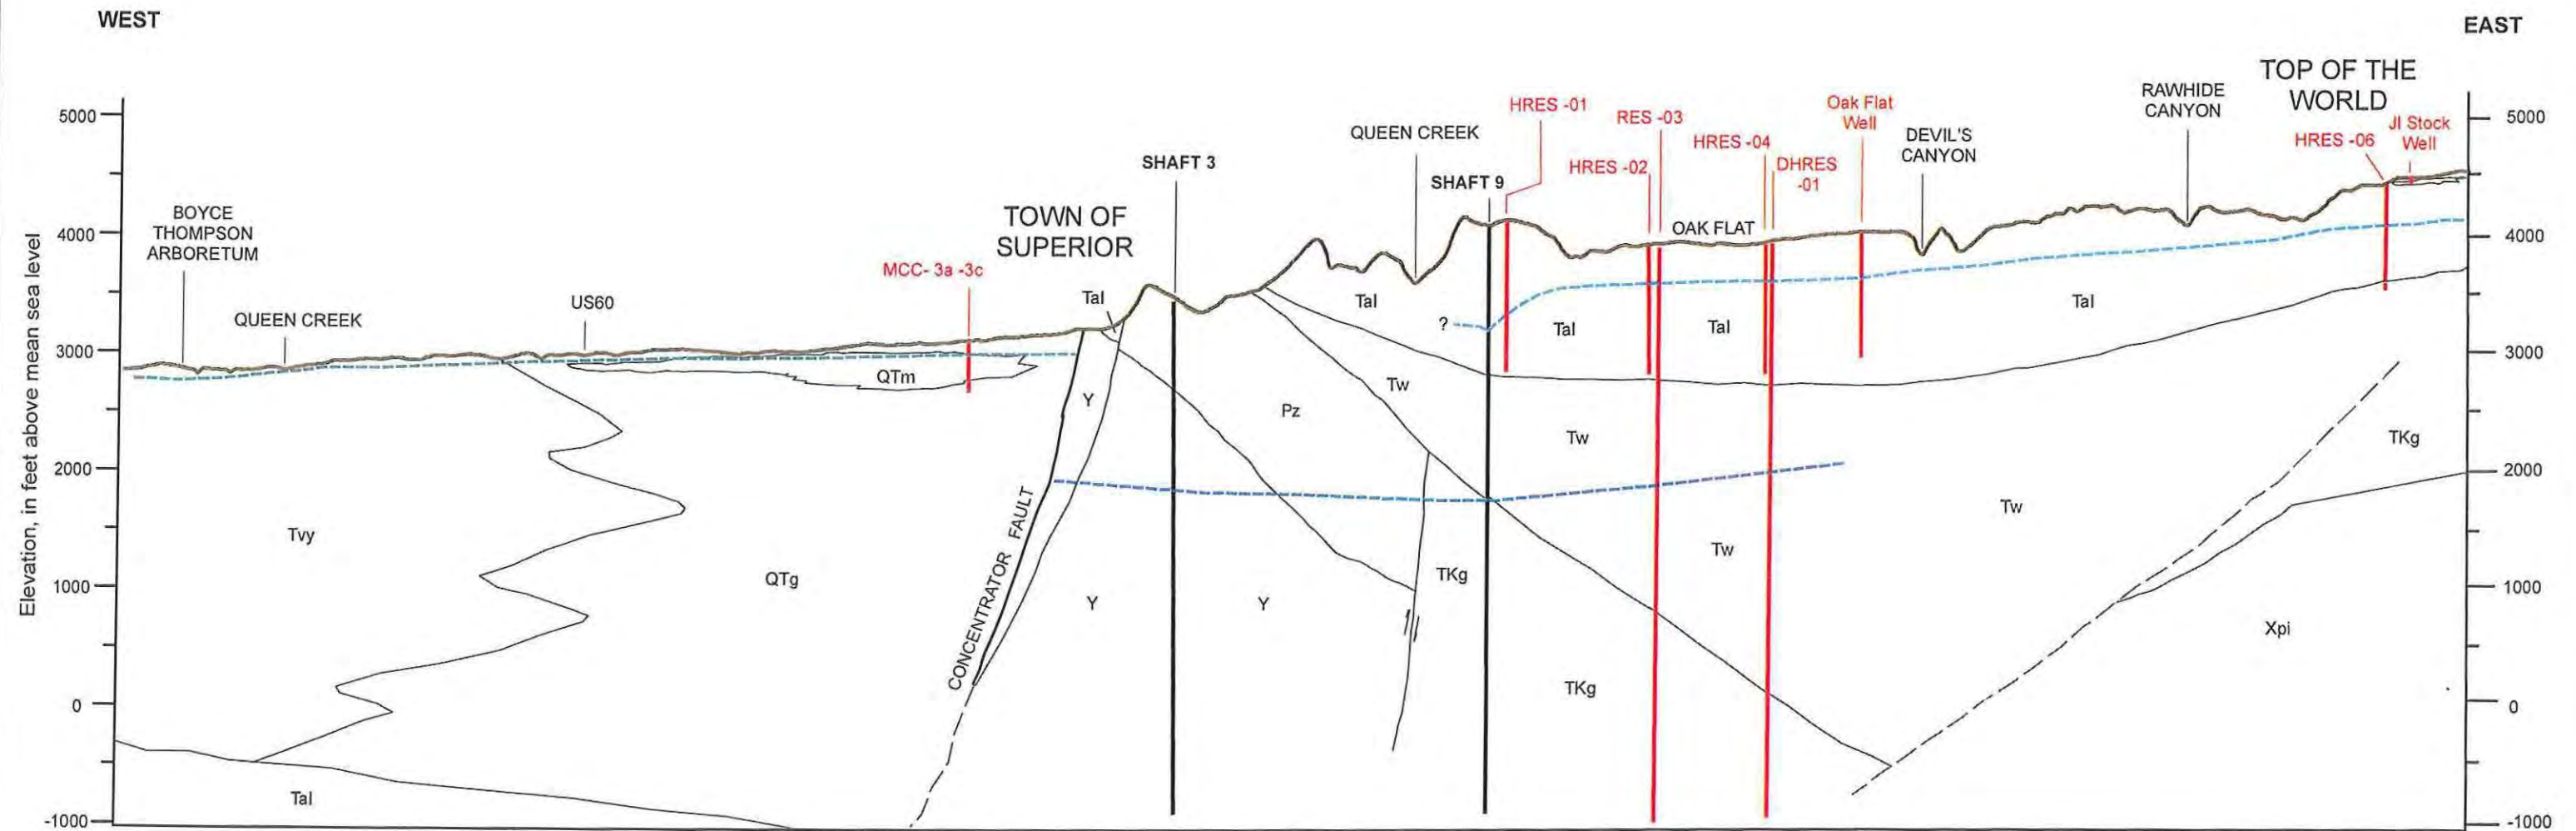 WEST
EAST
TOP OF THE
WORLD
RAWHIDE
CANYON
5000
5000
HRES -01
Oak Flat
Well
RES -03
JI Stock
Well
QUEEN CREEK
DEVIL'S
CANYON
HRES -04
HRES -06
SHAFT 3
HRES -02
DHRES
-01
SHAFT 9
BOYCE
THOMPSON
ARBORETUM
TOWN OF
SUPERIOR
OAK FLAT
4000
4000
MCC- 3a -3c
Tal
Tal
Tal
Tal
Tal
US60
QUEEN CREEK
?
3000
3000
QTm
Y
Tw
Pz
Tw
TKg
2000
2000
Tvy
Tw
Tw
QTg
TKg
1000
1000
CONCENTRATOR FAULT
Y
Y
Xpi
TKg
0
0
Tal
-1000
-1000
Elevation, in feet above mean sea level